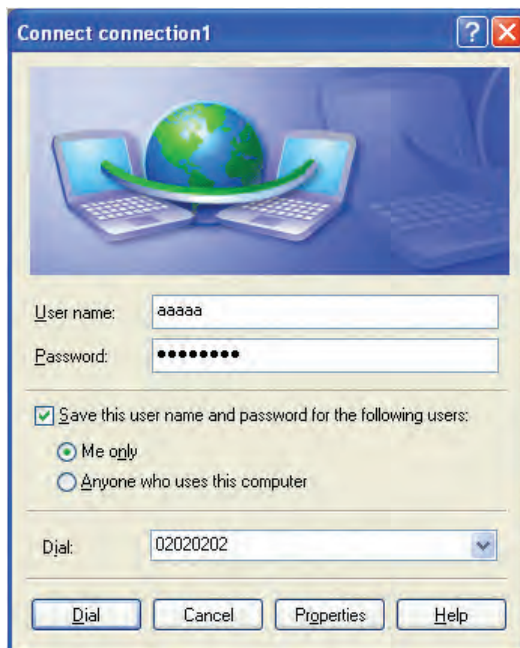 Connect connection1
User name: aaaaa
Password: ●●●●●●●●
Save this user name and password for the following users:
Me only
Anyone who uses this computer
Dial: 02020202
Dial Cancel Properties Help